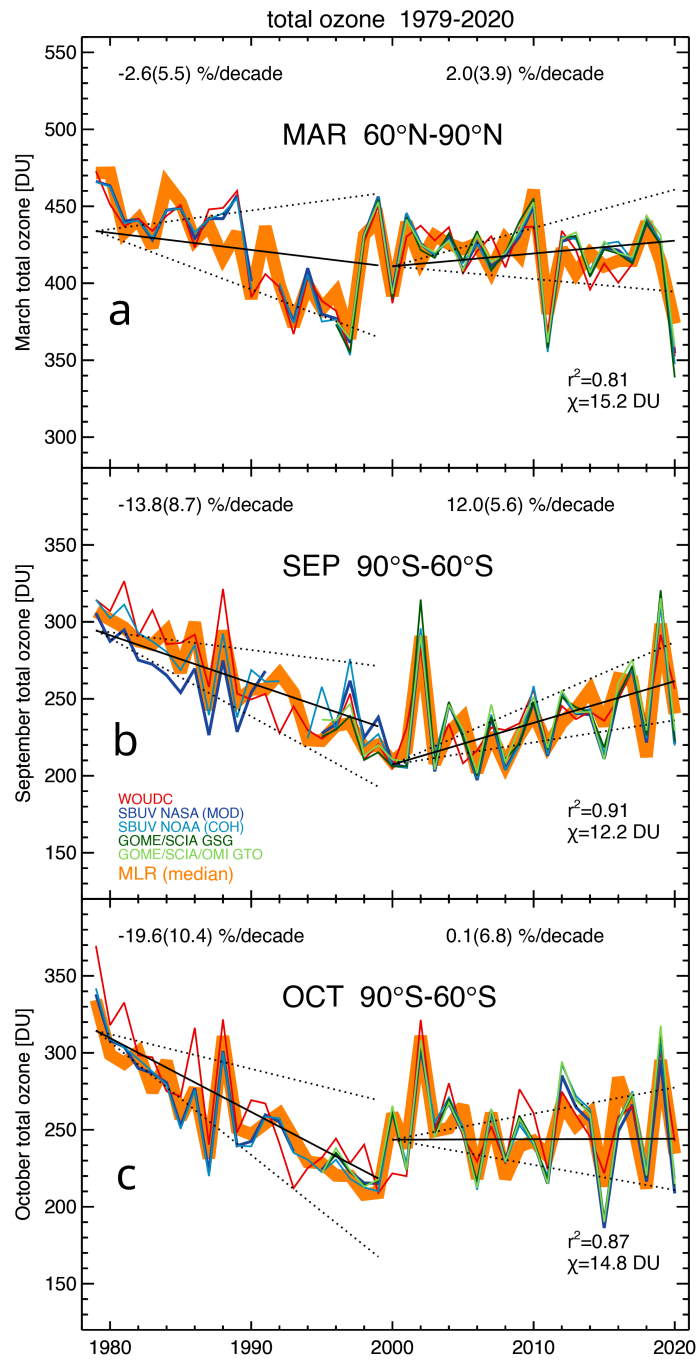 total ozone 1979-2020
-2.6(5.5) %/decade 2.0(3.9) %/decade
MAR 60°N-90°N
550
500
450
400
350
300
March total ozone [DU]
a
r²=0.81
χ=15.2 DU
-13.8(8.7) %/decade 12.0(5.6) %/decade
SEP 90°S-60°S
350
300
250
200
150
September total ozone [DU]
b
WOUDC
SBUV NASA (MOD)
SBUV NOAA (COH)
GOME/SCIA GSG
GOME/SCIA/OMI GTO
MLR (median)
r²=0.91
χ=12.2 DU
-19.6(10.4) %/decade 0.1(6.8) %/decade
OCT 90°S-60°S
350
300
250
200
150
October total ozone [DU]
c
r²=0.87
χ=14.8 DU
1980 1990 2000 2010 2020